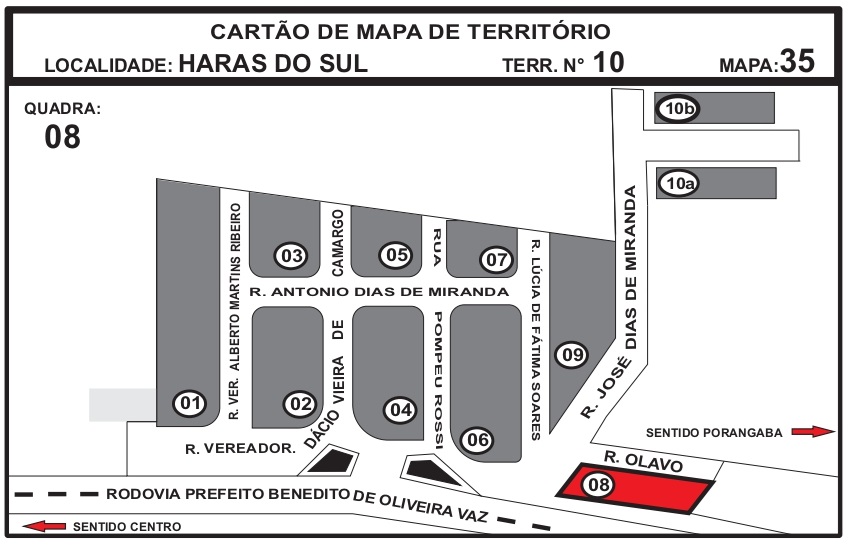 CARTÃO DE MAPA DE TERRITÓRIO
LOCALIDADE: HARAS DO SUL TERR. N° 10 MAPA:35
QUADRA:
08
10b
10a
R. JOSÉ DIAS DE MIRANDA
03
05
07
09
01
02
04
06
R. VER. ALBERTO MARTINS RIBEIRO
R. ANTONIO DIAS DE MIRANDA
R. VEREADOR. DÁCIO VIEIRA DE CAMARGO
RUA POMPEU ROSSI
R. LÚCIA DE FÁTIMA SOARES
SENTIDO PORANGABA
R. OLAVO
08
RODOVIA PREFEITO BENEDITO DE OLIVEIRA VAZ
SENTIDO CENTRO